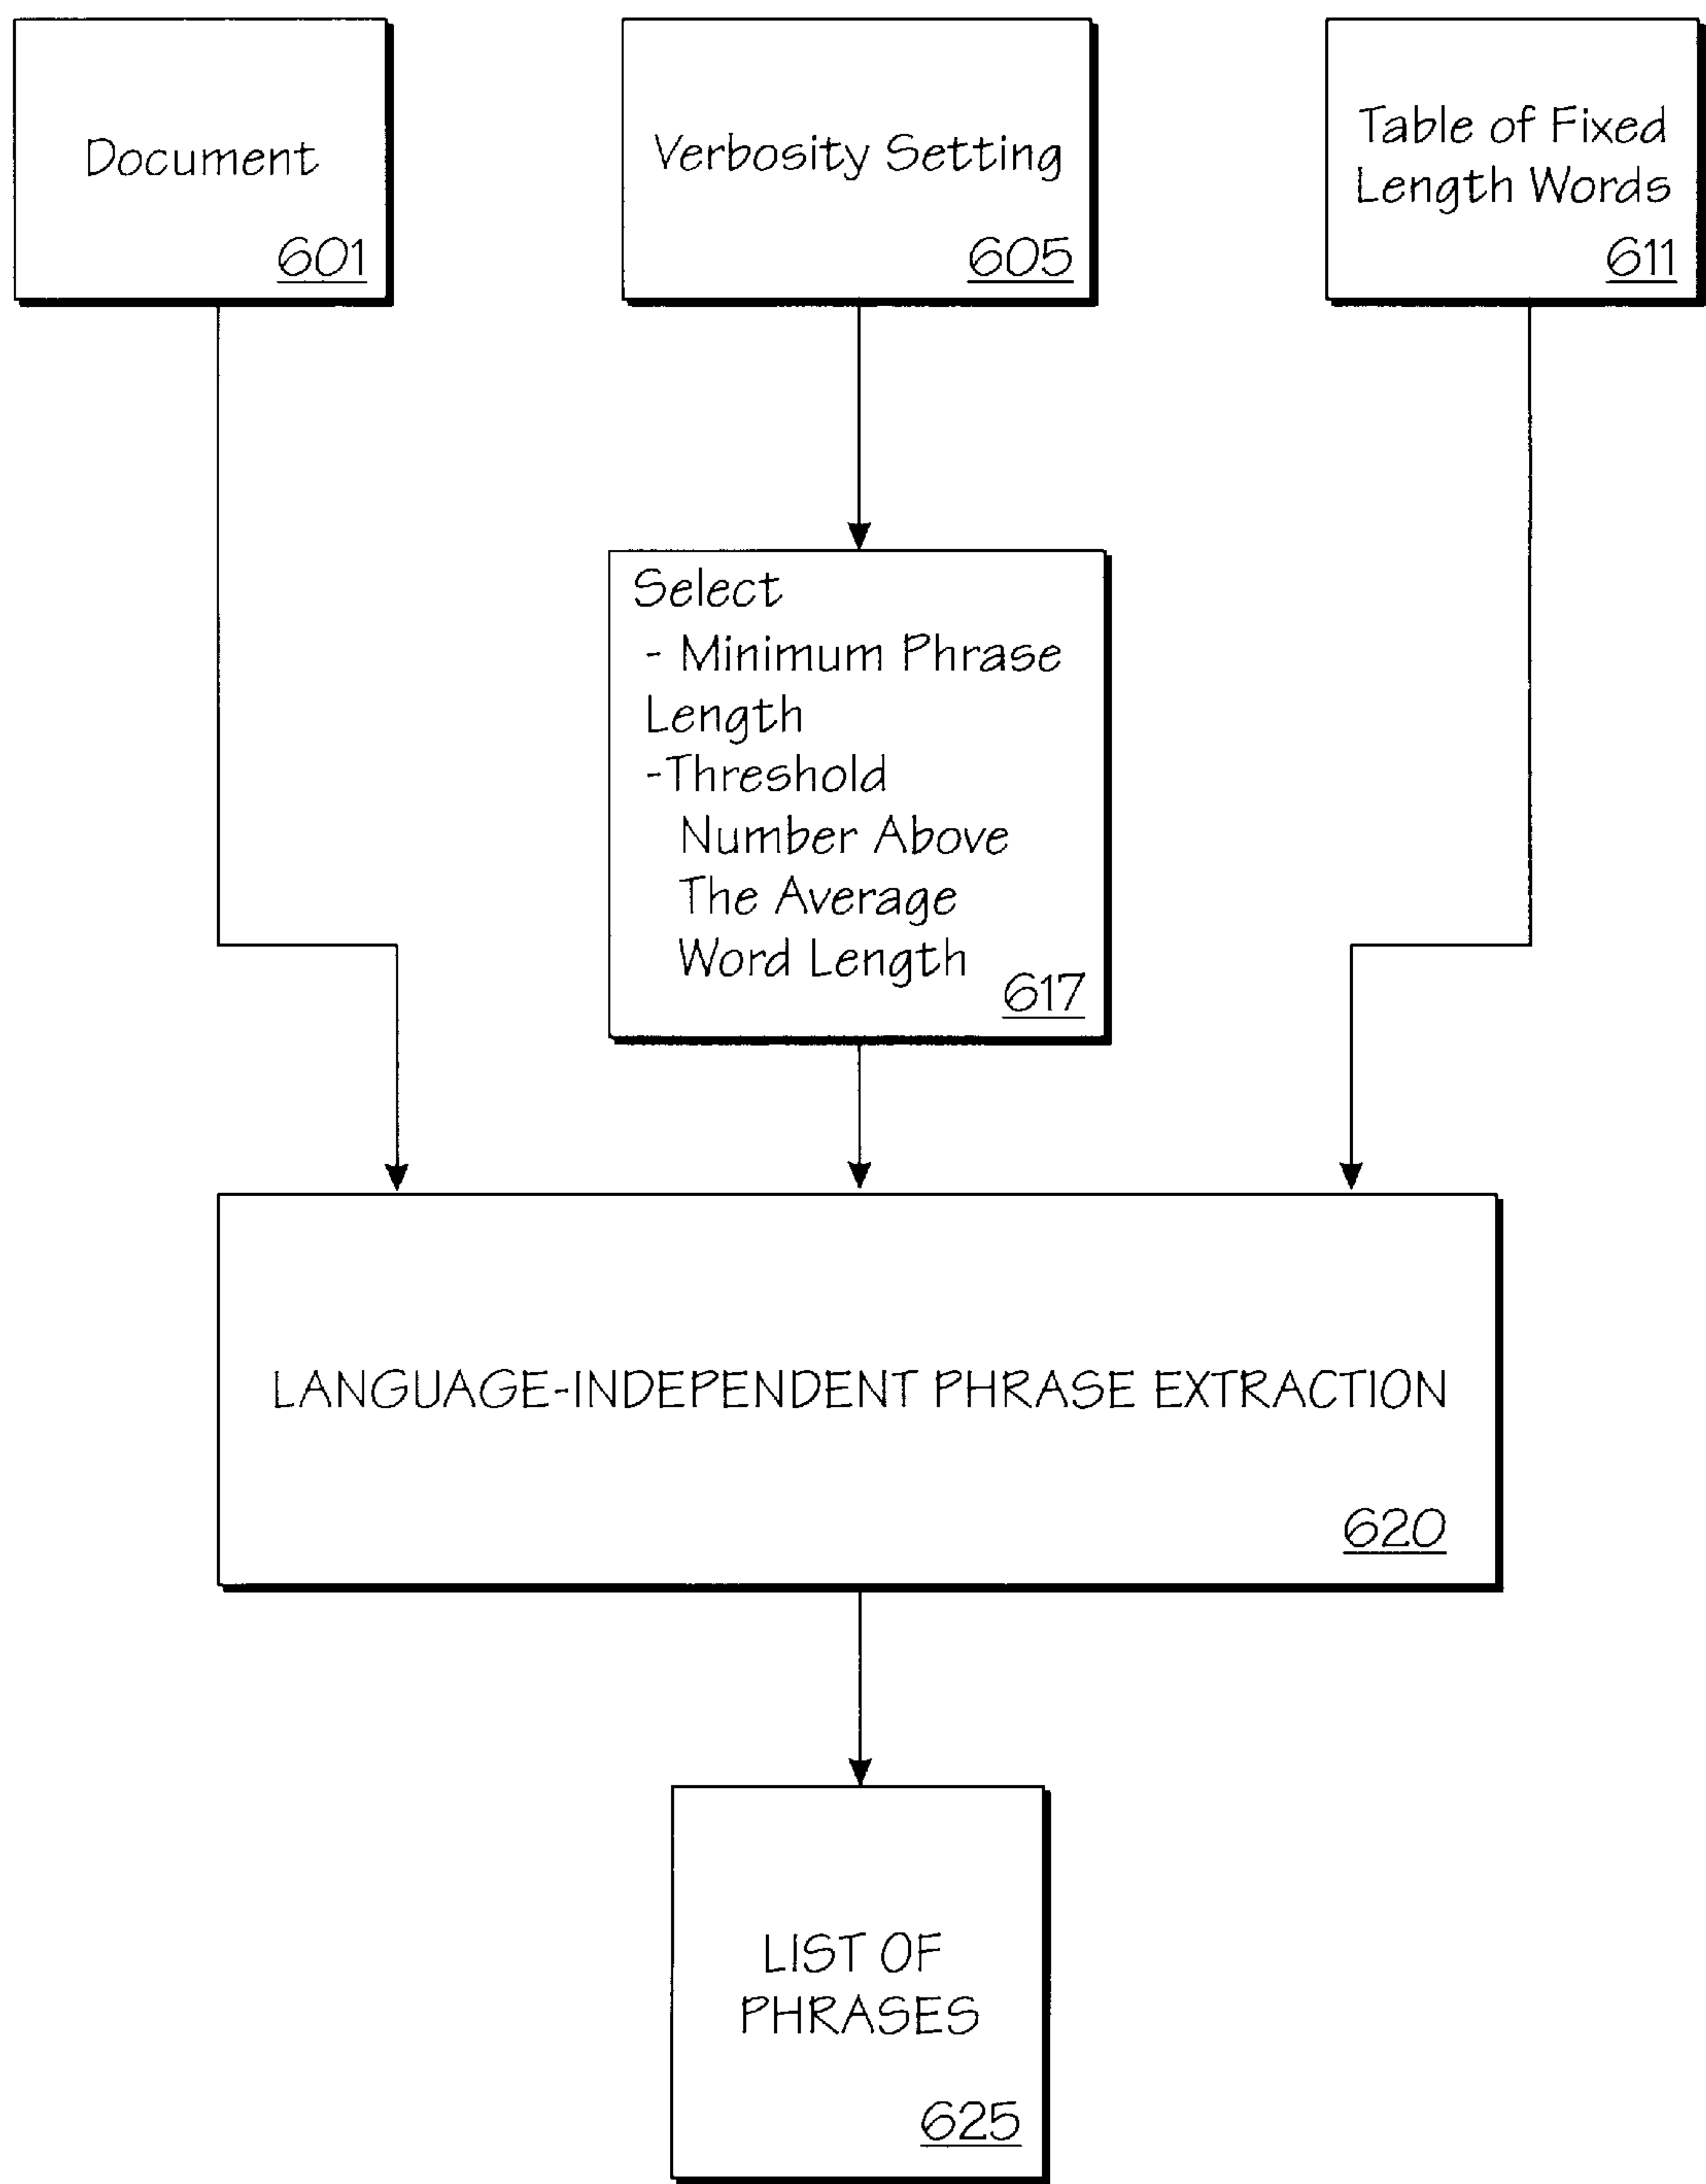 Document
601
Verbosity Setting
605
Table of Fixed
Length Words
611
Select
- Minimum Phrase
Length
-Threshold
Number Above
The Average
Word Length
617
LANGUAGE-INDEPENDENT PHRASE EXTRACTION
620
LIST OF
PHRASES
625